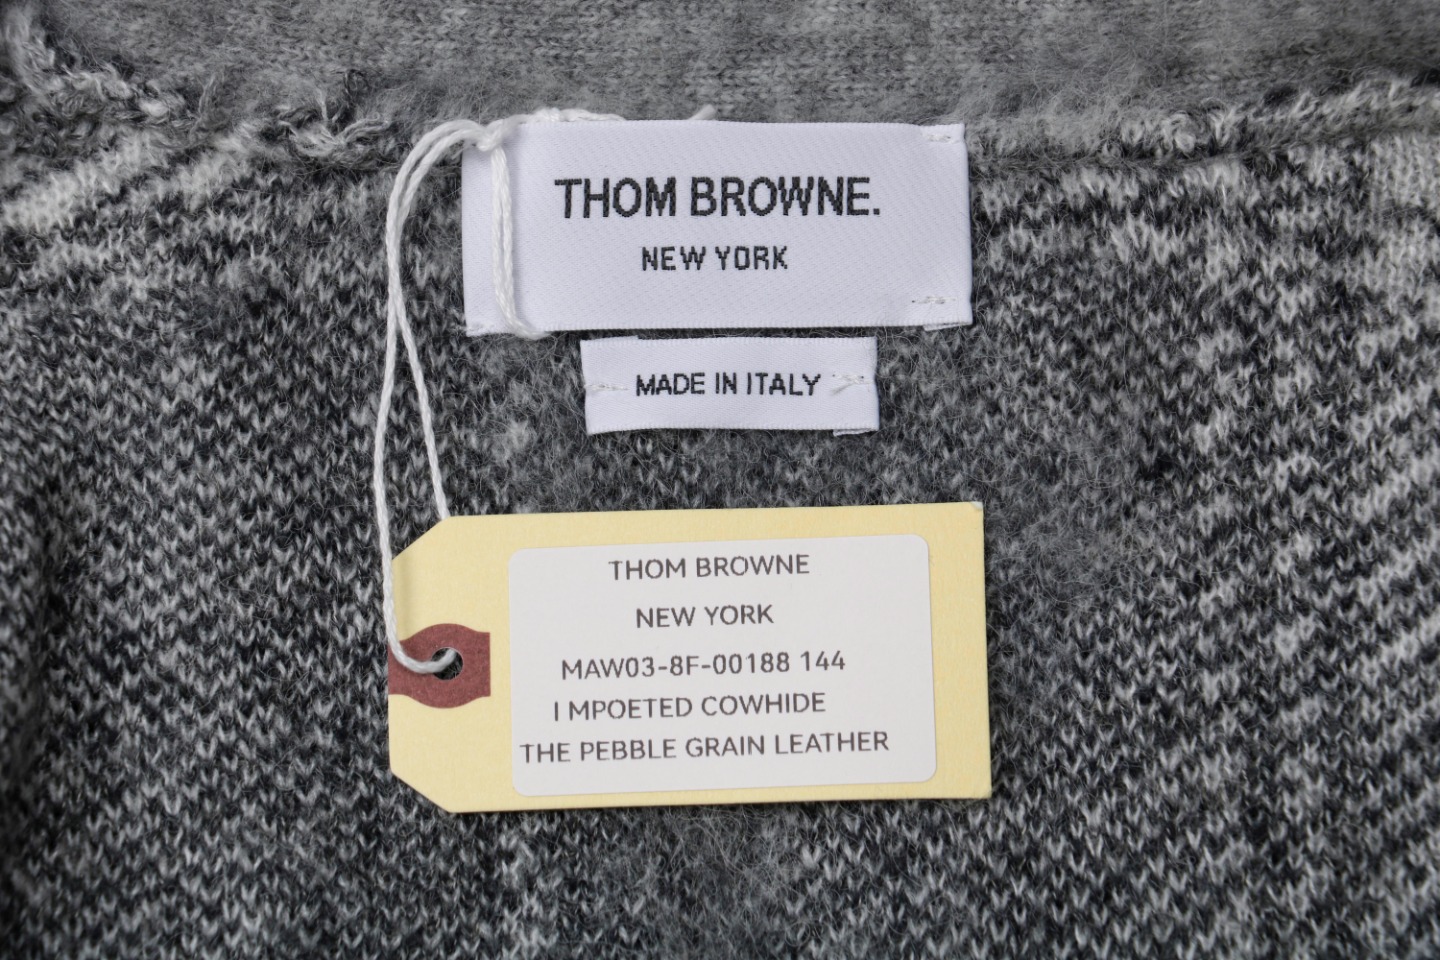 THOM BROWNE.
NEW YORK
MADE IN ITALY
THOM BROWNE
NEW YORK
MAW03-8F-00188 144
I MPOETED COWHIDE
THE PEBBLE GRAIN LEATHER